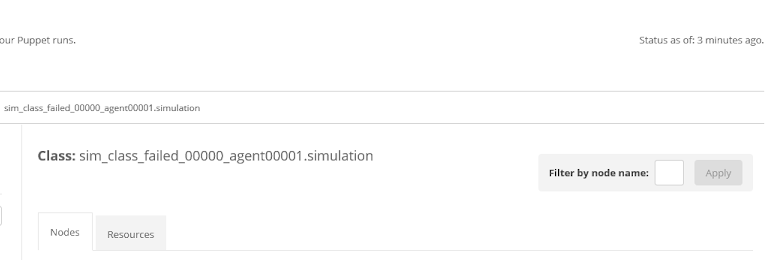 our Puppet runs.
Status as of: 3 minutes ago.
sim_class_failed_00000_agent00001.simulation
Class: sim_class_failed_00000_agent00001.simulation
Filter by node name:
Apply
Nodes
Resources